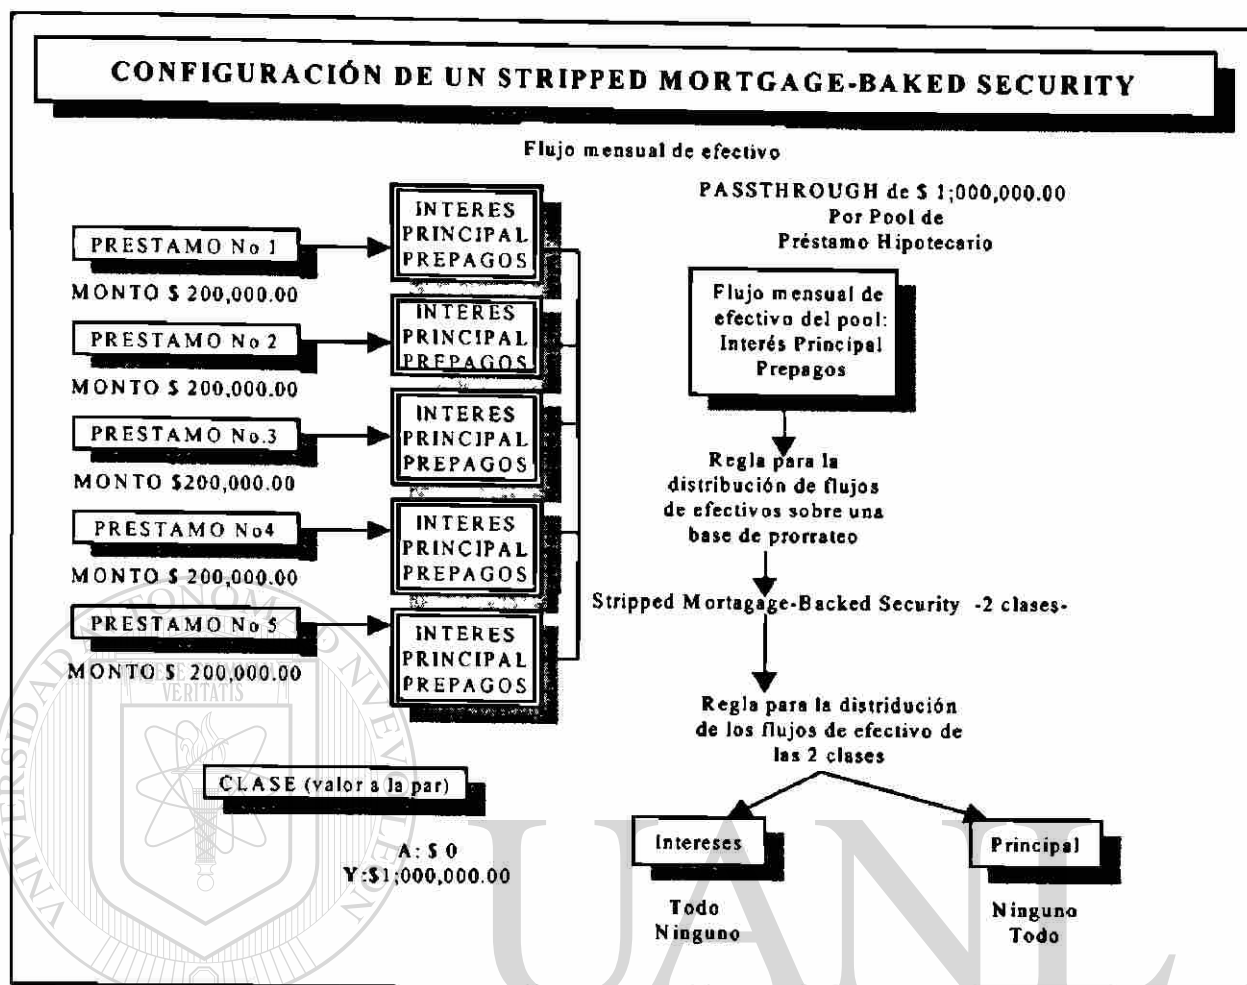 CONFIGURACIÓN DE UN STRIPPED MORTGAGE-BAKED SECURITY
Flujo mensual de efectivo
PRESTAMO No 1
MONTO $ 200,000.00
PRESTAMO No 2
MONTO $ 200,000.00
PRESTAMO No.3
MONTO $200,000.00
PRESTAMO No4
MONTO $ 200,000.00
PRESTAMO No 5
MONTO $ 200,000.00
INTERES
PRINCIPAL
PREPAGOS
INTERES
PRINCIPAL
PREPAGOS
INTERES
PRINCIPAL
PREPAGOS
INTERES
PRINCIPAL
PREPAGOS
INTERES
PRINCIPAL
PREPAGOS
PASSTHROUGH de $ 1;000,000.00
Por Pool de
Préstamo Hipotecario
Flujo mensual de
efectivo del pool:
Interés Principal
Prepagos
Regla para la
distribución de flujos
de efectivos sobre una
base de prorrateo
Stripped Mortagage-Backed Security -2 clases-
Regla para la distridución
de los flujos de efectivo de
las 2 clases
CLASE (valor a la par)
A: $ 0
Y:$1;000,000.00
Intereses
Todo
Ninguno
Principal
Ninguno
Todo
UNIVERSIDAD AUTONOMA DE NUEVO LEON
VERITATIS
UANL